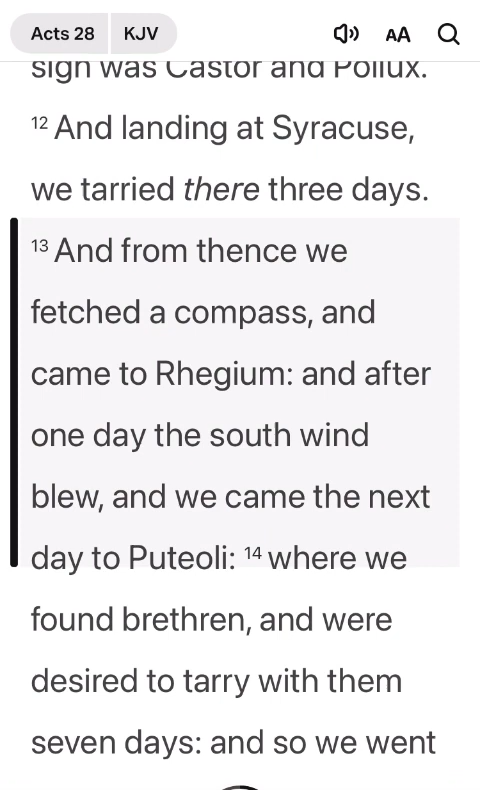 Acts 28 KJV AA
sign was Castor and Pollux.
12 And landing at Syracuse,
we tarried there three days.
13 And from thence we
fetched a compass, and
came to Rhegium: and after
one day the south wind
blew, and we came the next
day to Puteoli: 14 where we
found brethren, and were
desired to tarry with them
seven days: and so we went